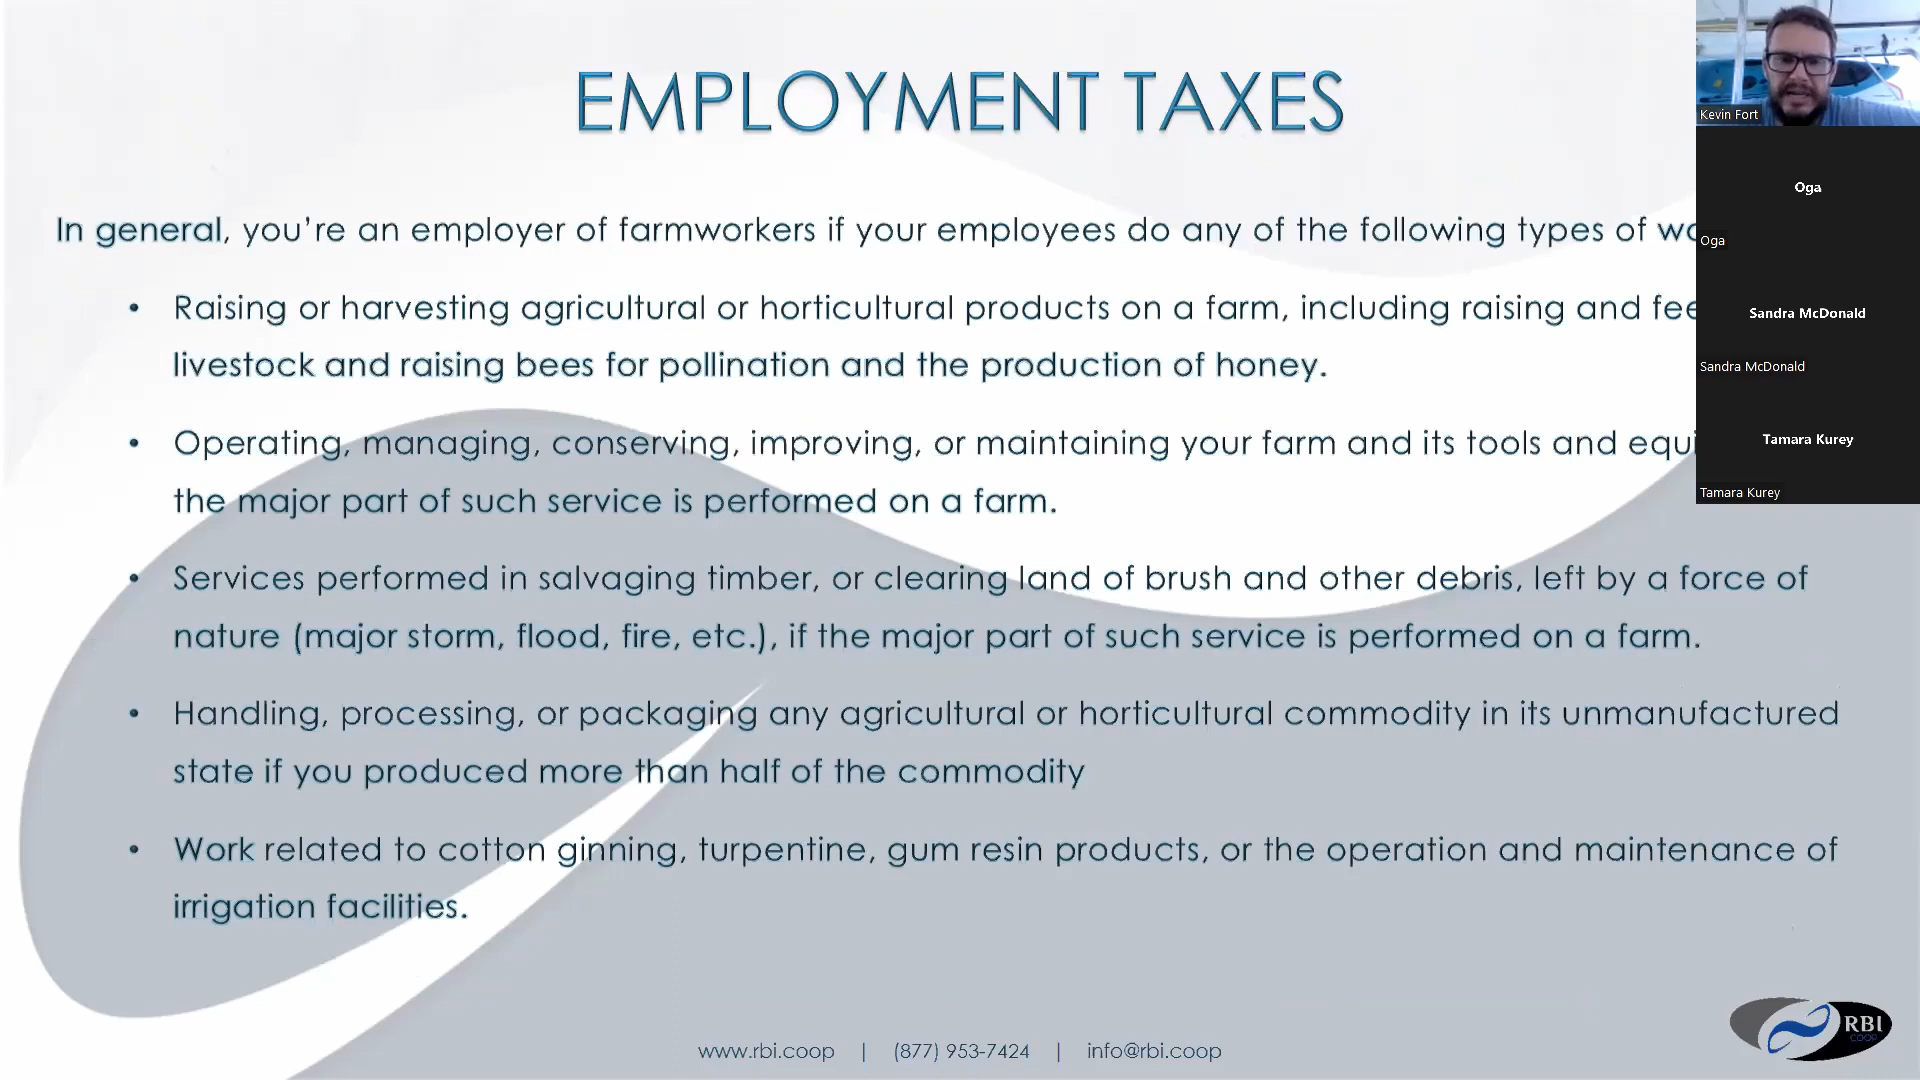 EMPLOYMENT TAXES
In general, you’re an employer of farmworkers if your employees do any of the following types of
• Raising or harvesting agricultural or horticultural products on a farm, including raising and
livestock and raising bees for pollination and the production of honey.
• Operating, managing, conserving, improving, or maintaining your farm and its tools and
the major part of such service is performed on a farm.
• Services performed in salvaging timber, or clearing land of brush and other debris, left by a force of
nature (major storm, flood, fire, etc.), if the major part of such service is performed on a farm.
• Handling, processing, or packaging any agricultural or horticultural commodity in its unmanufactured
state if you produced more than half of the commodity
• Work related to cotton ginning, turpentine, gum resin products, or the operation and maintenance of
irrigation facilities.
www.rbi.coop | (877) 953-7424 | info@rbi.coop
RBI
COOP
Kevin Fort
Oga
Oga
Sandra McDonald
Sandra McDonald
Tamara Kurey
Tamara Kurey